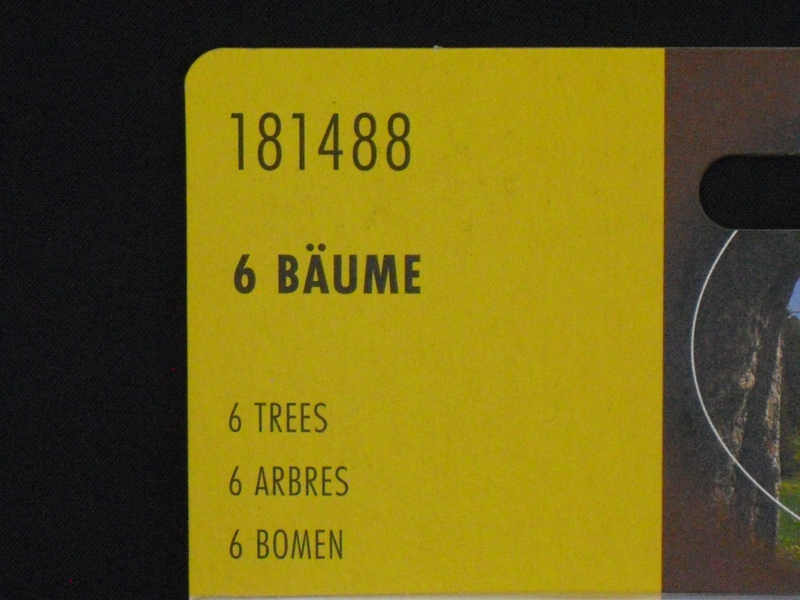 181488
6 BÄUME
6 TREES
6 ARBRES
6 BOMEN